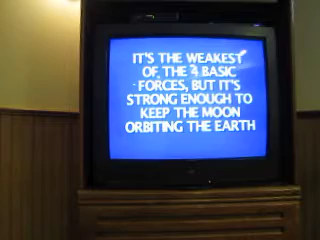 IT'S THE WEAKEST
OF THE 4 BASIC
FORCES, BUT IT'S
STRONG ENOUGH TO
KEEP THE MOON
ORBITING THE EARTH